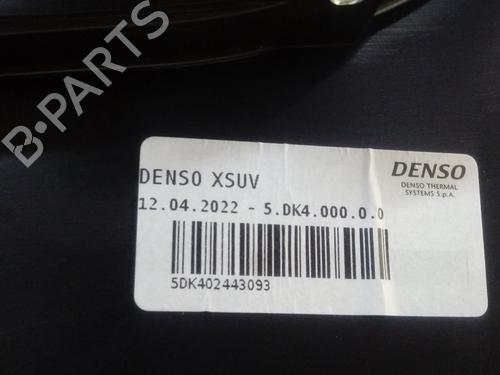 B-PARTS
DENSO XSUV
12.04.2022 - 5.DK4.000.0.0
5DK402443093
DENSO
DENSO THERMAL
SYSTEMS S.p.A.